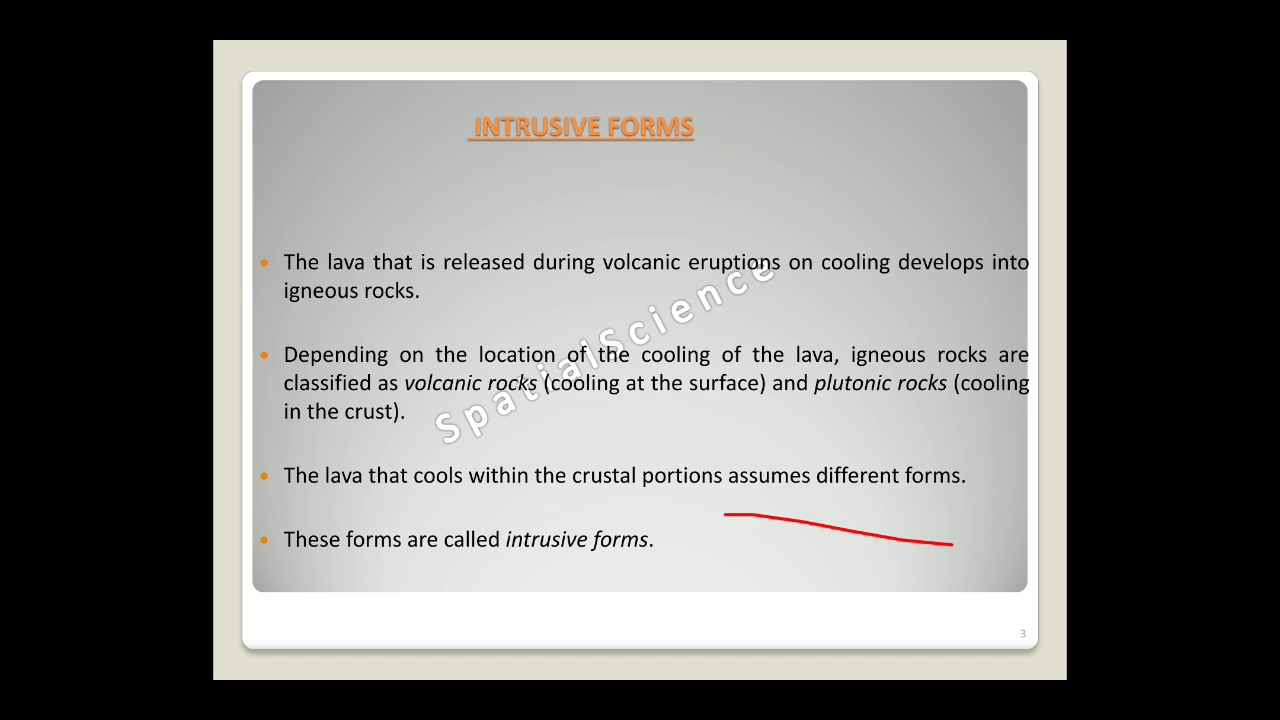 INTRUSIVE FORMS
The lava that is released during volcanic eruptions on cooling develops into
igneous rocks.
Depending on the location of the cooling of the lava, igneous rocks are
classified as volcanic rocks (cooling at the surface) and plutonic rocks (cooling
in the crust).
The lava that cools within the crustal portions assumes different forms.
These forms are called intrusive forms.
SpatialScience
3